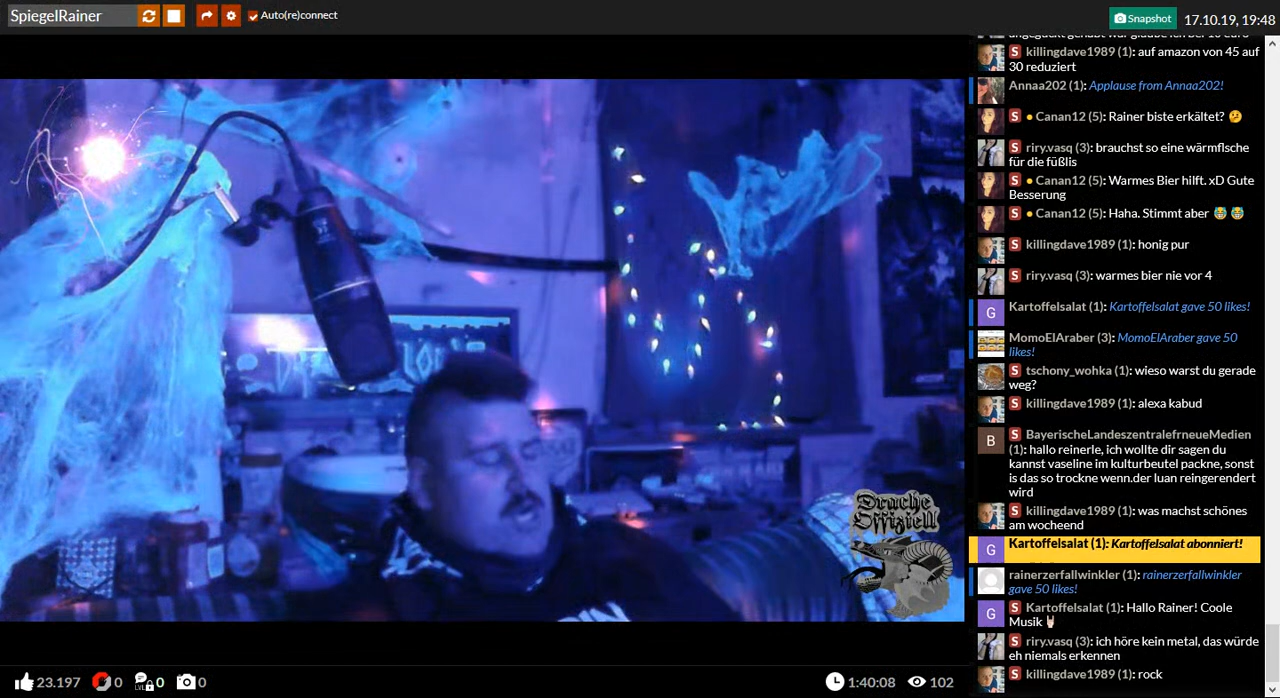 SpiegelRainer
Auto(re)connect
Snapshot
17.10.19, 19:48
S killingdave1989 (1): auf amazon von 45 auf
30 reduziert
Annaa202 (1): Applause from Annaa202!
S • Canan12 (5): Rainer biste erkältet? 🤔
S riry.vasq (3): brauchst so eine wärmflsche
für die füßlis
S • Canan12 (5): Warmes Bier hilft. xD Gute
Besserung
S • Canan12 (5): Haha. Stimmt aber 😭 😭
S killingdave1989 (1): honig pur
S riry.vasq (3): warmes bier nie vor 4
G Kartoffelsalat (1): Kartoffelsalat gave 50 likes!
MomoElAraber (3): MomoElAraber gave 50
likes!
S tschony_wohka (1): wieso warst du gerade
weg?
S killingdave1989 (1): alexa kabud
B S BayerischeLandeszentralefrneueMedien
(1): hallo reinerle, ich wollte dir sagen du
kannst vaseline im kulturbeutel packne, sonst
is das so trockne wenn.der luan reingerendert
wird
S killingdave1989 (1): was machst schönes
am wocheend
G Kartoffelsalat (1): Kartoffelsalat abonniert!
rainerzerfallwinkler (1): rainerzerfallwinkler
gave 50 likes!
G S Kartoffelsalat (1): Hallo Rainer! Coole
Musik 🤘🏻
S riry.vasq (3): ich höre kein metal, das würde
eh niemals erkennen
S killingdave1989 (1): rock
Drache
Offiziell
23.197
0
LVL 0
0
1:40:08
102